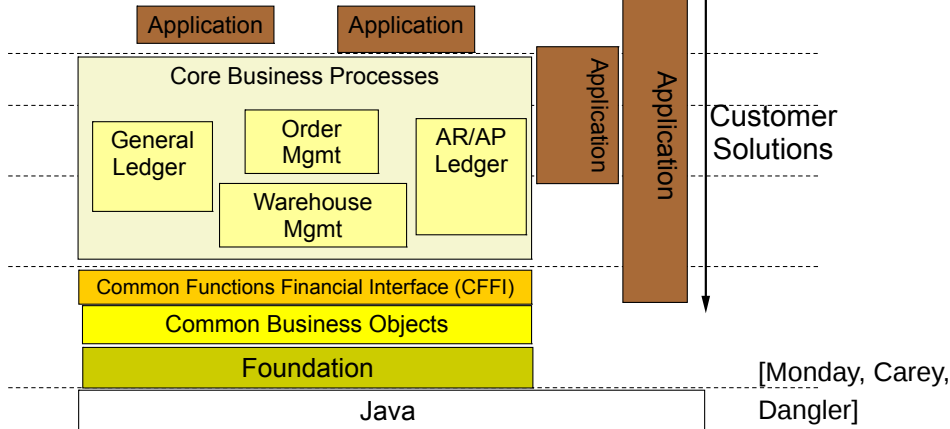 Application
Application
Core Business Processes
General
Ledger
Order
Mgmt
AR/AP
Ledger
Warehouse
Mgmt
Application
Application
Customer
Solutions
Common Functions Financial Interface (CFFI)
Common Business Objects
Foundation
Java
[Monday, Carey,
Dangler]